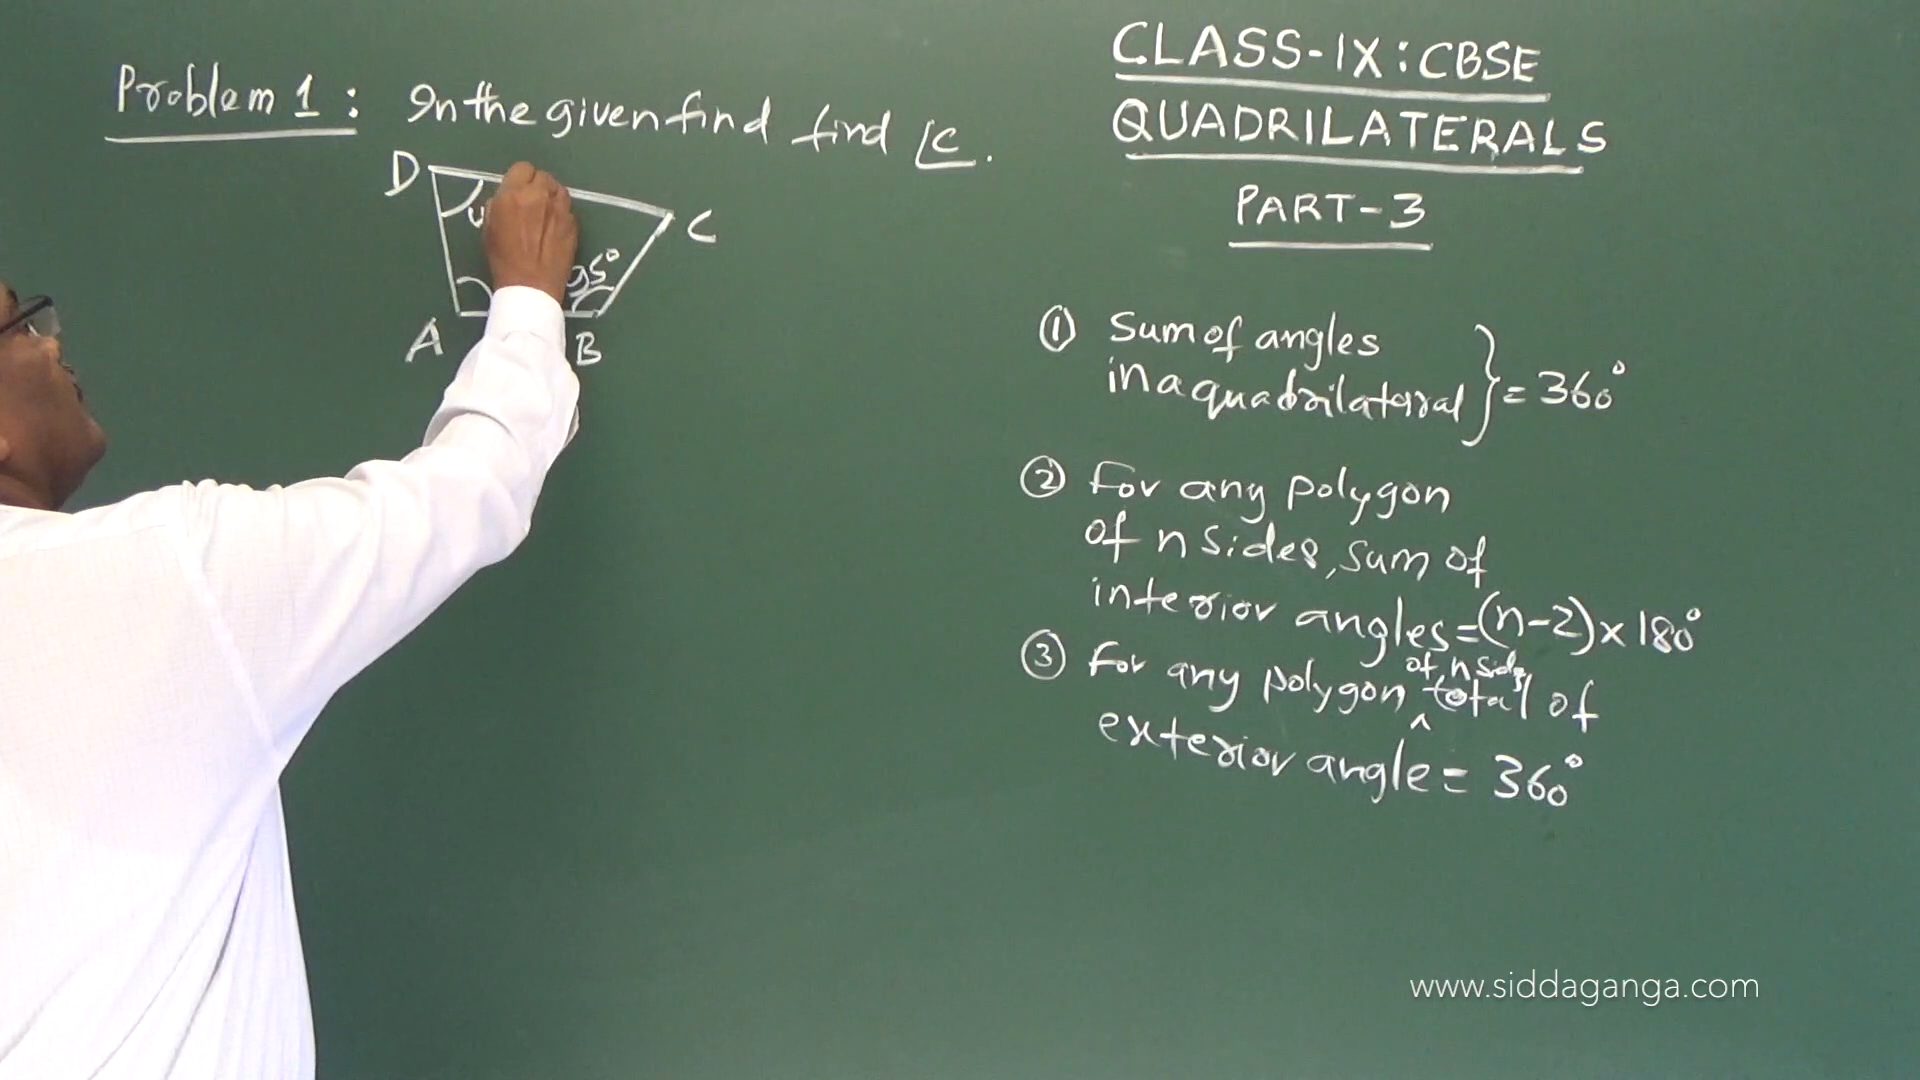 Problem 1 : In the given find find ∠C.
D
C
95°
A
B
CLASS-IX : CBSE
QUADRILATERALS
PART-3
① Sum of angles
in a quadrilateral } = 360°
② For any polygon
of n sides, sum of
interior angles = (n-2) x 180°
③ For any polygon ^ of n sides total of
exterior angle = 360°
www.siddaganga.com